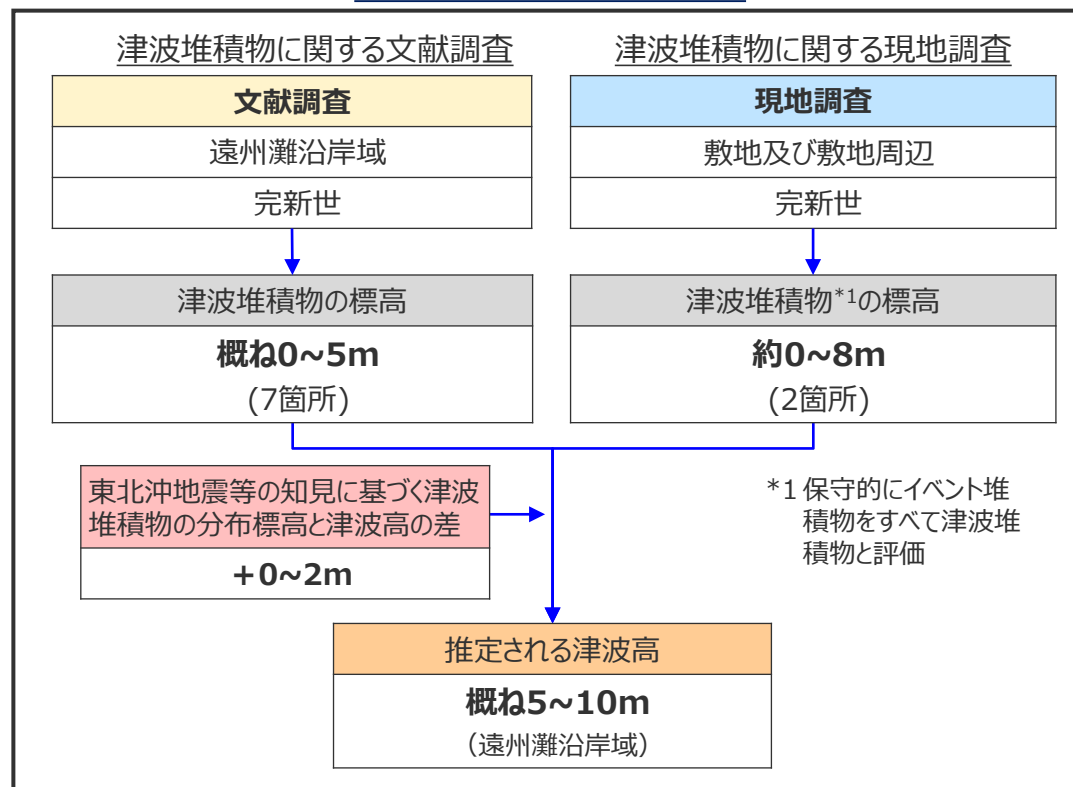 津波堆積物に関する文献調査
文献調査
遠州灘沿岸域
完新世
津波堆積物の標高
概ね0~5m
(7箇所)
津波堆積物に関する現地調査
現地調査
敷地及び敷地周辺
完新世
津波堆積物*1の標高
約0~8m
(2箇所)
東北沖地震等の知見に基づく津波
堆積物の分布標高と津波高の差
+0~2m
*1 保守的にイベント堆
積物をすべて津波堆
積物と評価
推定される津波高
概ね5~10m
(遠州灘沿岸域)